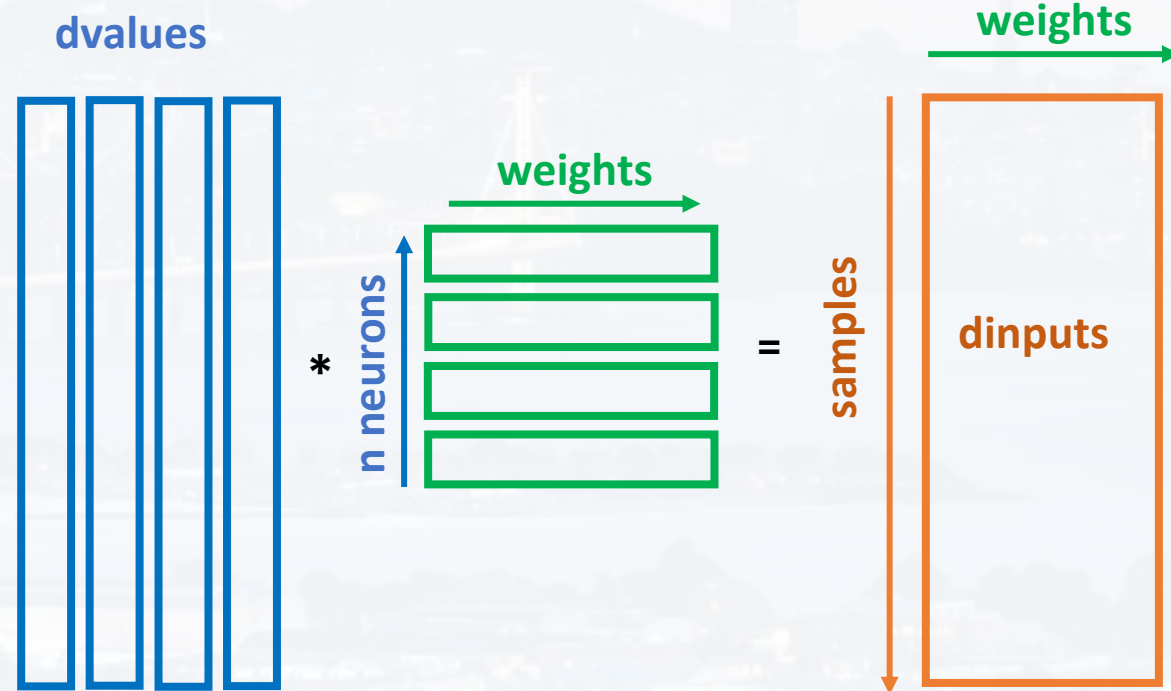 dvalues
weights
weights
n neurons
*
=
samples
dinputs